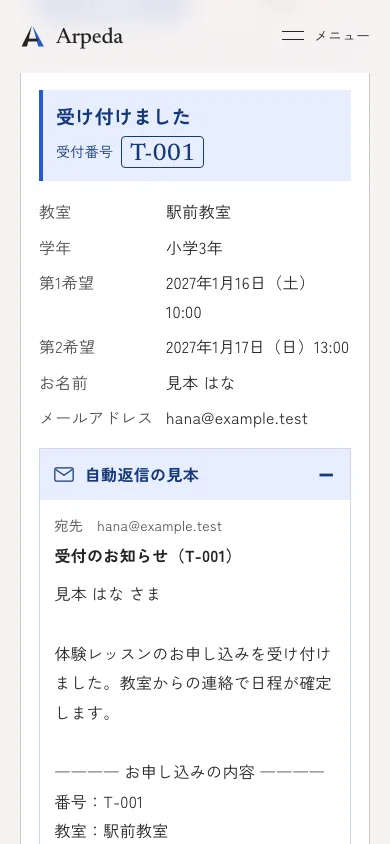 Arpeda
メニュー
受け付けました
受付番号 T-001
教室 駅前教室
学年 小学3年
第1希望 2027年1月16日（土）
10:00
第2希望 2027年1月17日（日）13:00
お名前 見本 はな
メールアドレス hana@example.test
自動返信の見本
宛先 hana@example.test
受付のお知らせ（T-001）
見本 はな さま
体験レッスンのお申し込みを受け付け
ました。教室からの連絡で日程が確定
します。
―――― お申し込みの内容 ――――
番号：T-001
教室：駅前教室